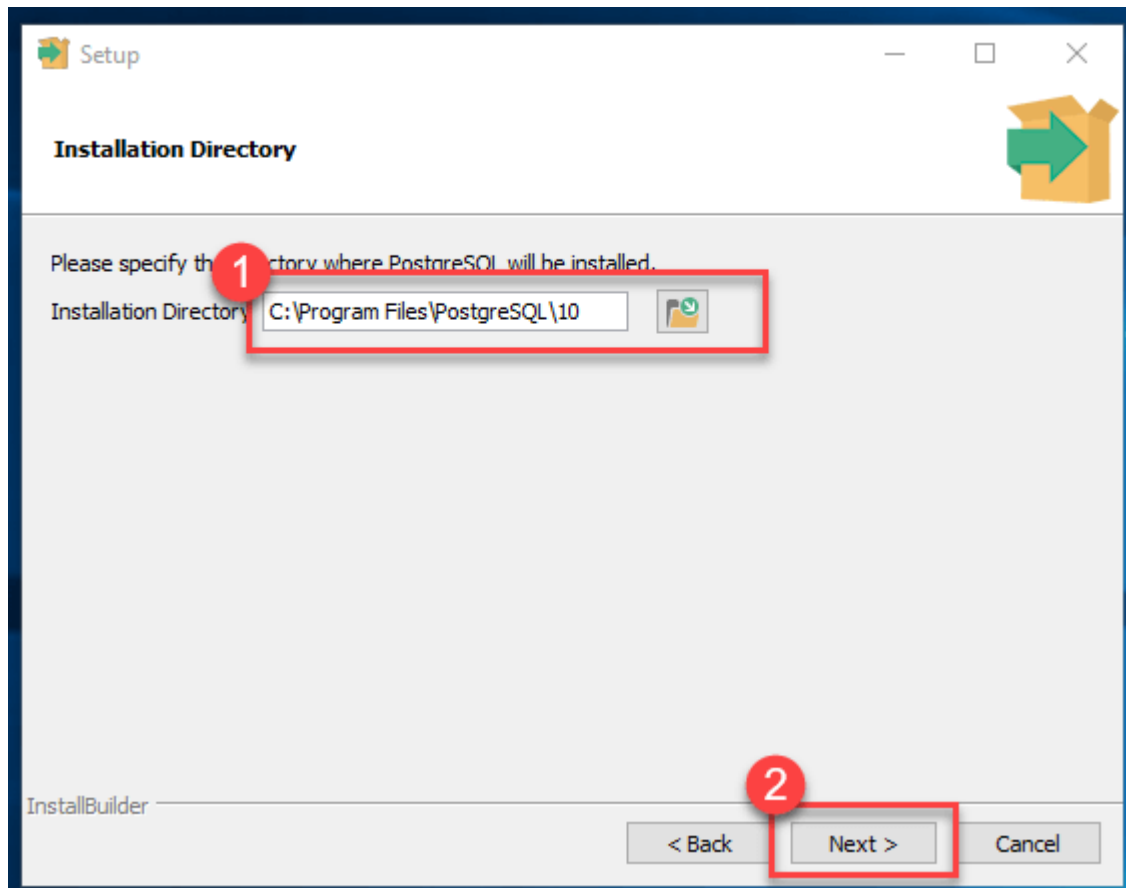 Setup
Installation Directory
Please specify th 1 ctory where PostgreSQL will be installed.
Installation Directory C:\Program Files\PostgreSQL\10
2
InstallBuilder
< Back Next > Cancel